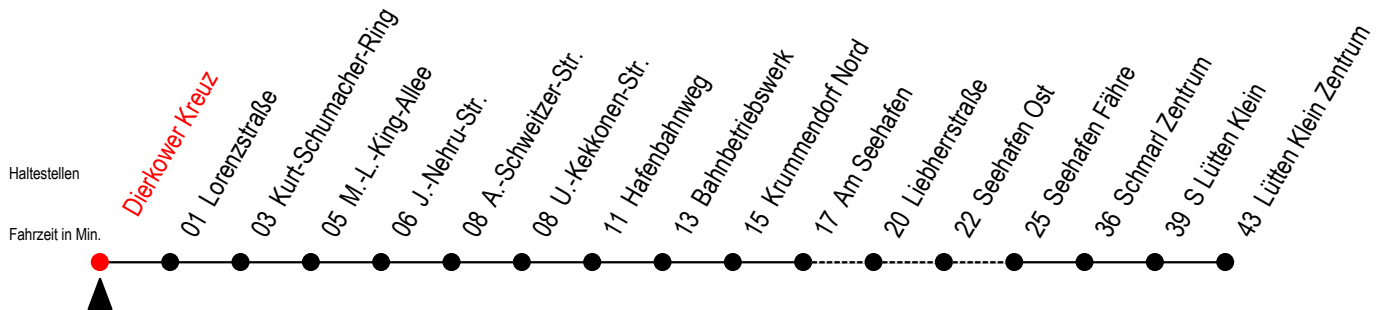 Haltestellen
Fahrzeit in Min.
Dierkower Kreuz
01 Lorenzstraße
03 Kurt-Schumacher-Ring
05 M.-L.-King-Allee
06 J.-Nehru-Str.
08 A.-Schweitzer-Str.
08 U.-Kekkonen-Str.
11 Hafenbahnweg
13 Bahnbetriebswerk
15 Krummendorf Nord
17 Am Seehafen
20 Liebherrstraße
22 Seehafen Ost
25 Seehafen Fähre
36 Schmarl Zentrum
39 S Lütten Klein
43 Lütten Klein Zentrum